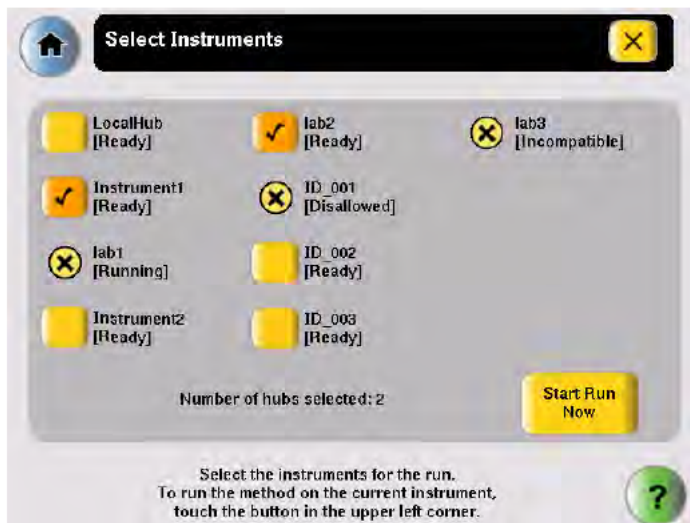 Select Instruments
LocalHub
[Ready]
lab2
[Ready]
lab3
[Incompatible]
Instrument1
[Ready]
ID_001
[Disallowed]
lab1
[Running]
ID_002
[Ready]
Instrument2
[Ready]
ID_003
[Ready]
Number of hubs selected: 2
Start Run
Now
Select the instruments for the run.
To run the method on the current instrument,
touch the button in the upper left corner.
?